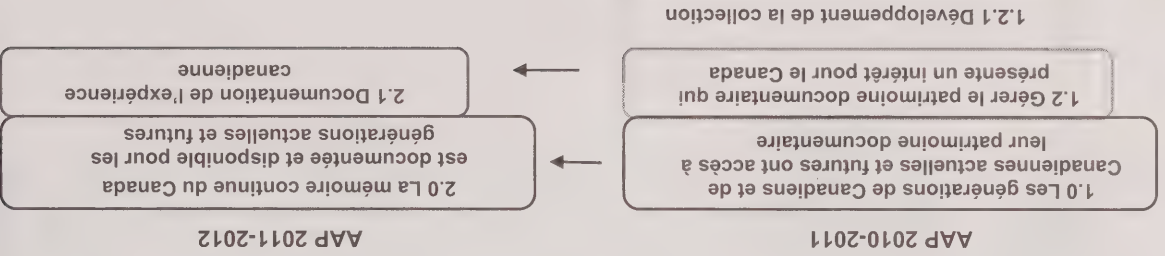 AAP 2010-2011
1.0 Les générations de Canadiens et de
Canadiennes actuelles et futures ont accès à
leur patrimoine documentaire
1.2 Gérer le patrimoine documentaire qui
présente un intérêt pour le Canada
1.2.1 Développement de la collection
AAP 2011-2012
2.0 La mémoire continue du Canada
est documentée et disponible pour les
générations actuelles et futures
2.1 Documentation de l'expérience
canadienne